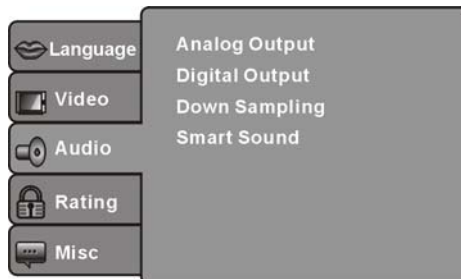 Language
Video
Audio
Rating
Misc
Analog Output
Digital Output
Down Sampling
Smart Sound